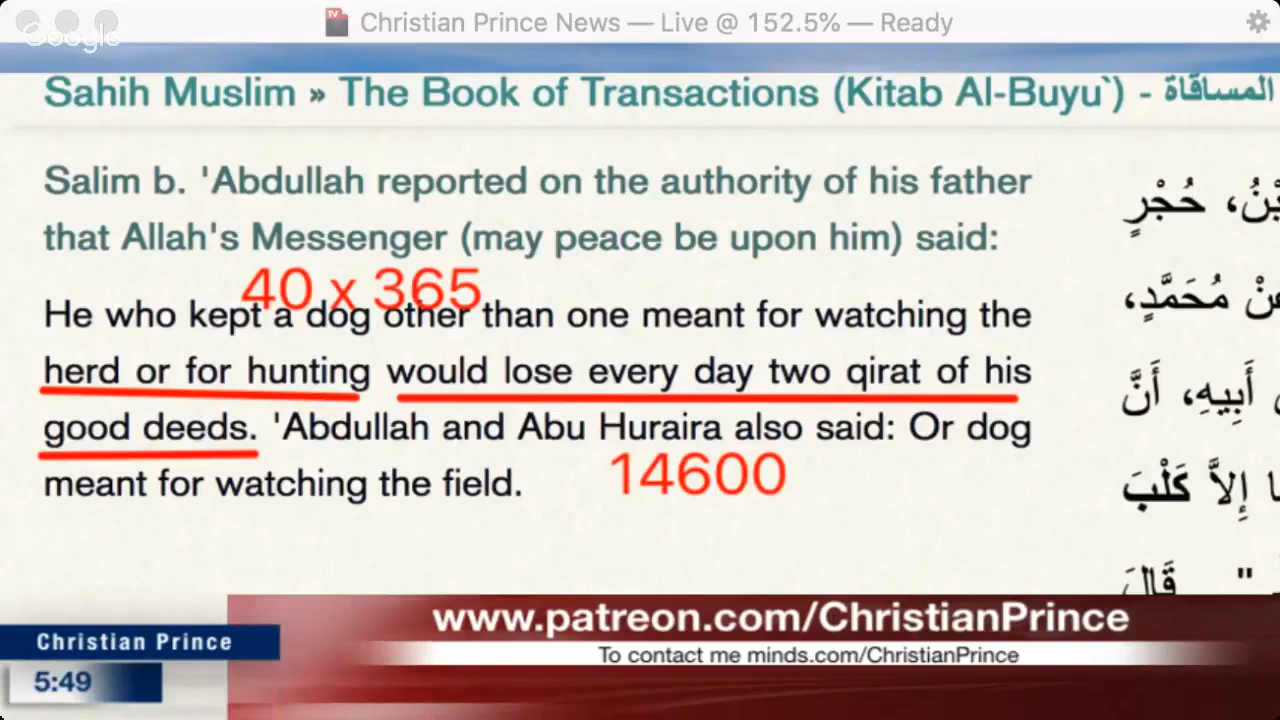 Christian Prince News — Live @ 152.5% — Ready
TV
Google
Sahih Muslim » The Book of Transactions (Kitab Al-Buyu`) - المساقاة
Salim b. 'Abdullah reported on the authority of his father
that Allah's Messenger (may peace be upon him) said:
40 x 365
He who kept a dog other than one meant for watching the
herd or for hunting would lose every day two qirat of his
good deeds. 'Abdullah and Abu Huraira also said: Or dog
meant for watching the field.
14600
حُجْرٍ
مُحَمَّدٍ،
أَبِيهِ، أَنَّ
إِلاَّ كَلْبَ
" قَالَ
www.patreon.com/ChristianPrince
Christian Prince
To contact me minds.com/ChristianPrince
5:49